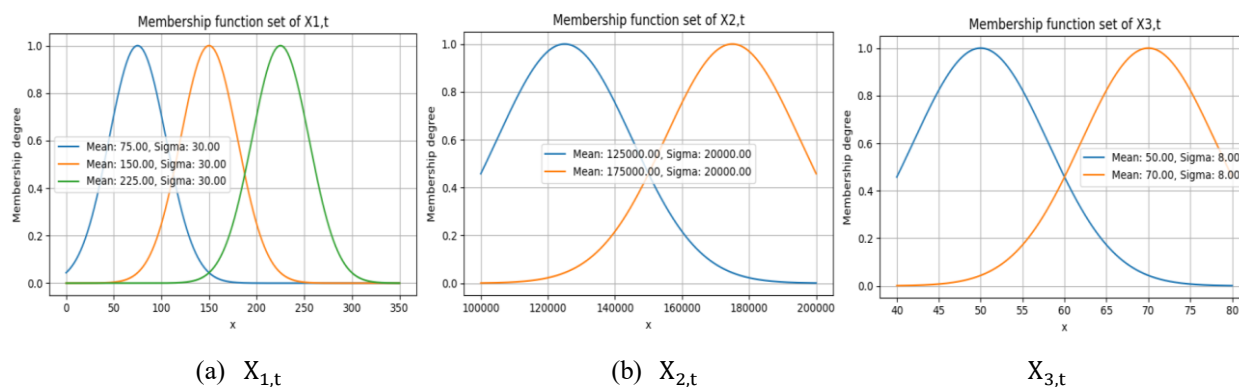 Membership function set of X1,t
Membership degree
1.0
0.8
0.6
0.4
0.2
0.0
Mean: 75.00, Sigma: 30.00
Mean: 150.00, Sigma: 30.00
Mean: 225.00, Sigma: 30.00
0 50 100 150 200 250 300 350
x
(a) X1,t
Membership function set of X2,t
Membership degree
1.0
0.8
0.6
0.4
0.2
0.0
Mean: 125000.00, Sigma: 20000.00
Mean: 175000.00, Sigma: 20000.00
100000 120000 140000 160000 180000 200000
x
(b) X2,t
Membership function set of X3,t
Membership degree
1.0
0.8
0.6
0.4
0.2
0.0
Mean: 50.00, Sigma: 8.00
Mean: 70.00, Sigma: 8.00
40 45 50 55 60 65 70 75 80
x
X3,t